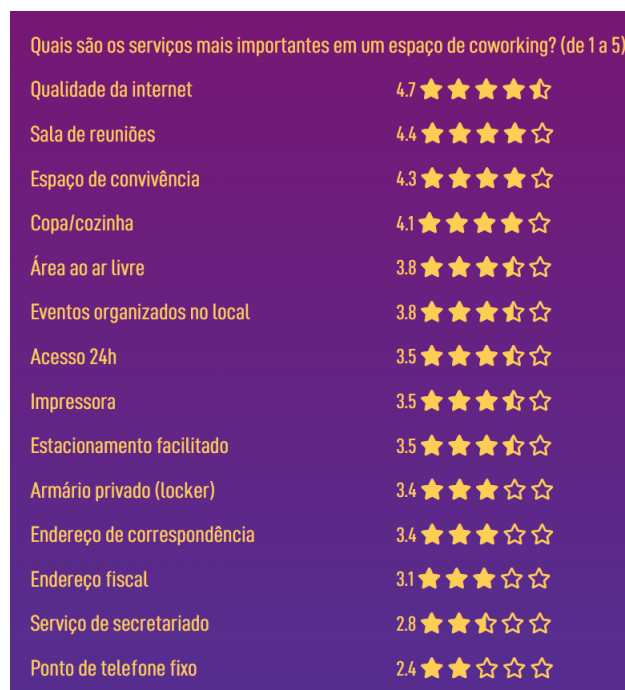 Quais são os serviços mais importantes em um espaço de coworking? (de 1 a 5)
Qualidade da internet 4.7
Sala de reuniões 4.4
Espaço de convivência 4.3
Copa/cozinha 4.1
Área ao ar livre 3.8
Eventos organizados no local 3.8
Acesso 24h 3.5
Impressora 3.5
Estacionamento facilitado 3.5
Armário privado (locker) 3.4
Endereço de correspondência 3.4
Endereço fiscal 3.1
Serviço de secretariado 2.8
Ponto de telefone fixo 2.4